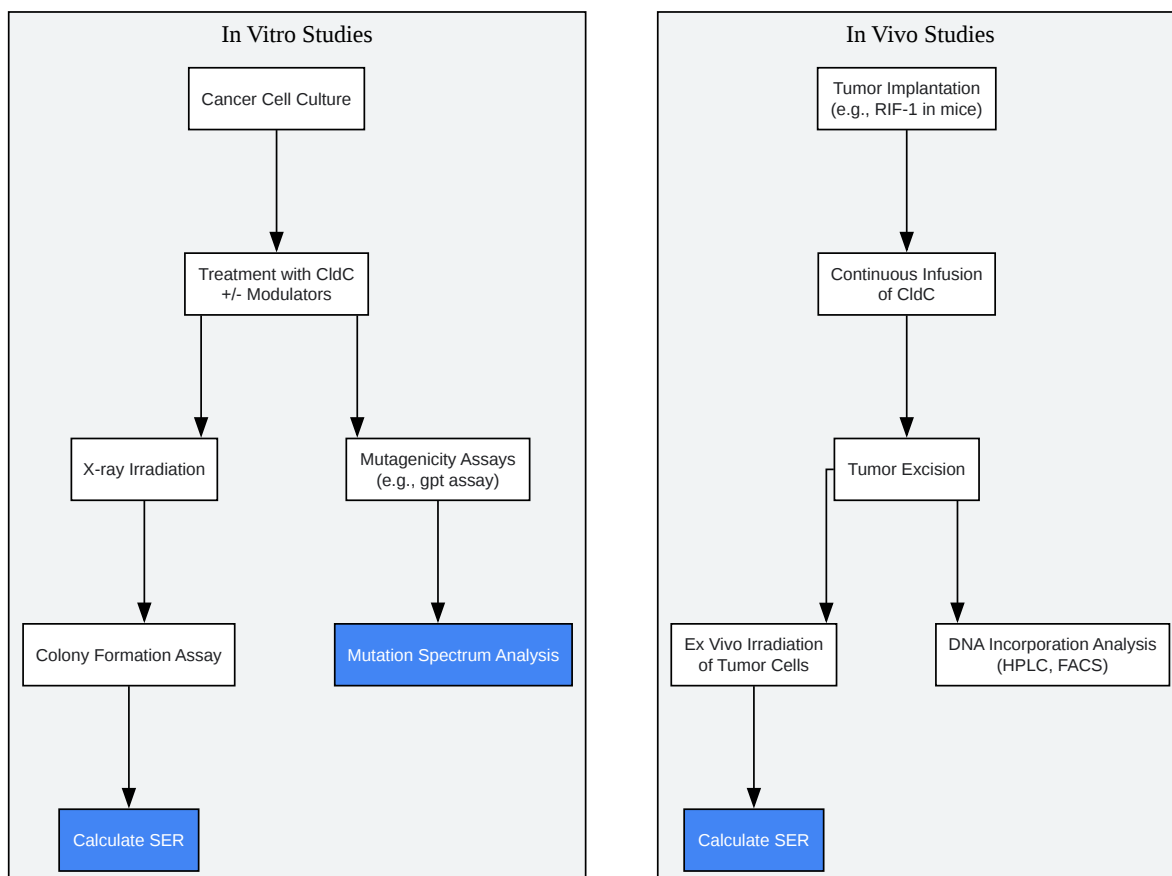 In Vitro Studies
Cancer Cell Culture
Treatment with CldC
+/- Modulators
X-ray Irradiation
Mutagenicity Assays
(e.g., gpt assay)
Colony Formation Assay
Mutation Spectrum Analysis
Calculate SER
In Vivo Studies
Tumor Implantation
(e.g., RIF-1 in mice)
Continuous Infusion
of CldC
Tumor Excision
Ex Vivo Irradiation
of Tumor Cells
DNA Incorporation Analysis
(HPLC, FACS)
Calculate SER